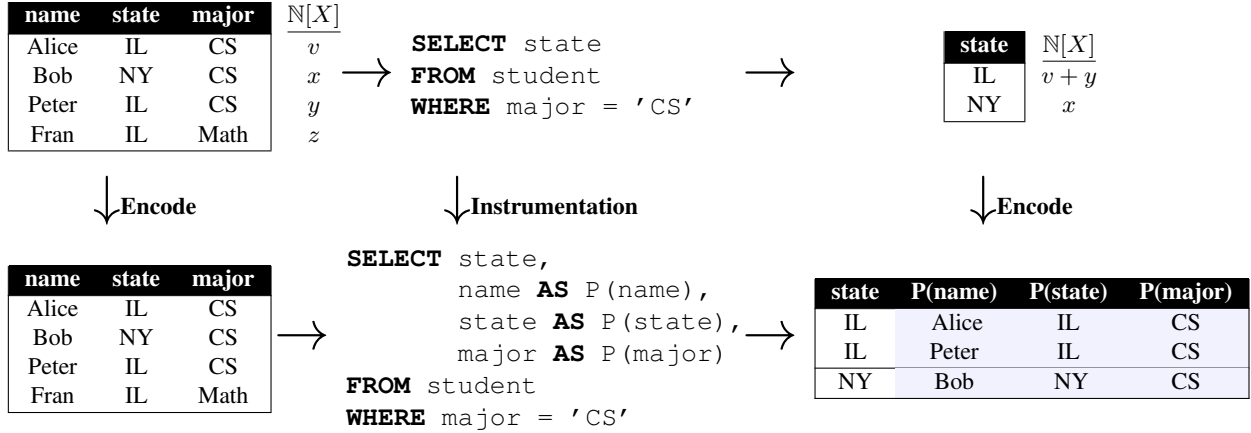 name state major ℕ[X]
Alice IL CS v
Bob NY CS x
Peter IL CS y
Fran IL Math z
SELECT state
FROM student
WHERE major = 'CS'
state ℕ[X]
IL v + y
NY x
Encode
Instrumentation
Encode
name state major
Alice IL CS
Bob NY CS
Peter IL CS
Fran IL Math
SELECT state,
name AS P(name),
state AS P(state),
major AS P(major)
FROM student
WHERE major = 'CS'
state P(name) P(state) P(major)
IL Alice IL CS
IL Peter IL CS
NY Bob NY CS